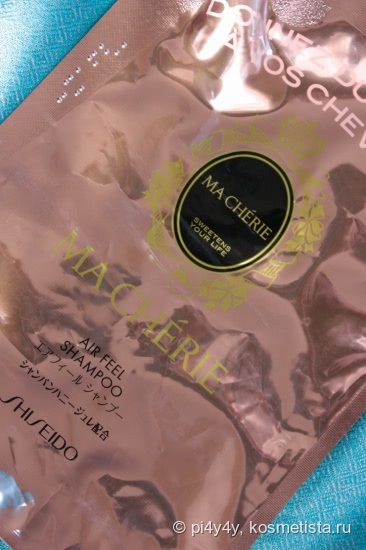 MA CHÉRIE
SWEETENS
YOUR LIFE
MA CHÉRIE
AIR FEEL
SHAMPOO
エアフィール シャンプー
シャンパンハニージュレ配合
SHISEIDO
© pi4y4y, kosmetista.ru